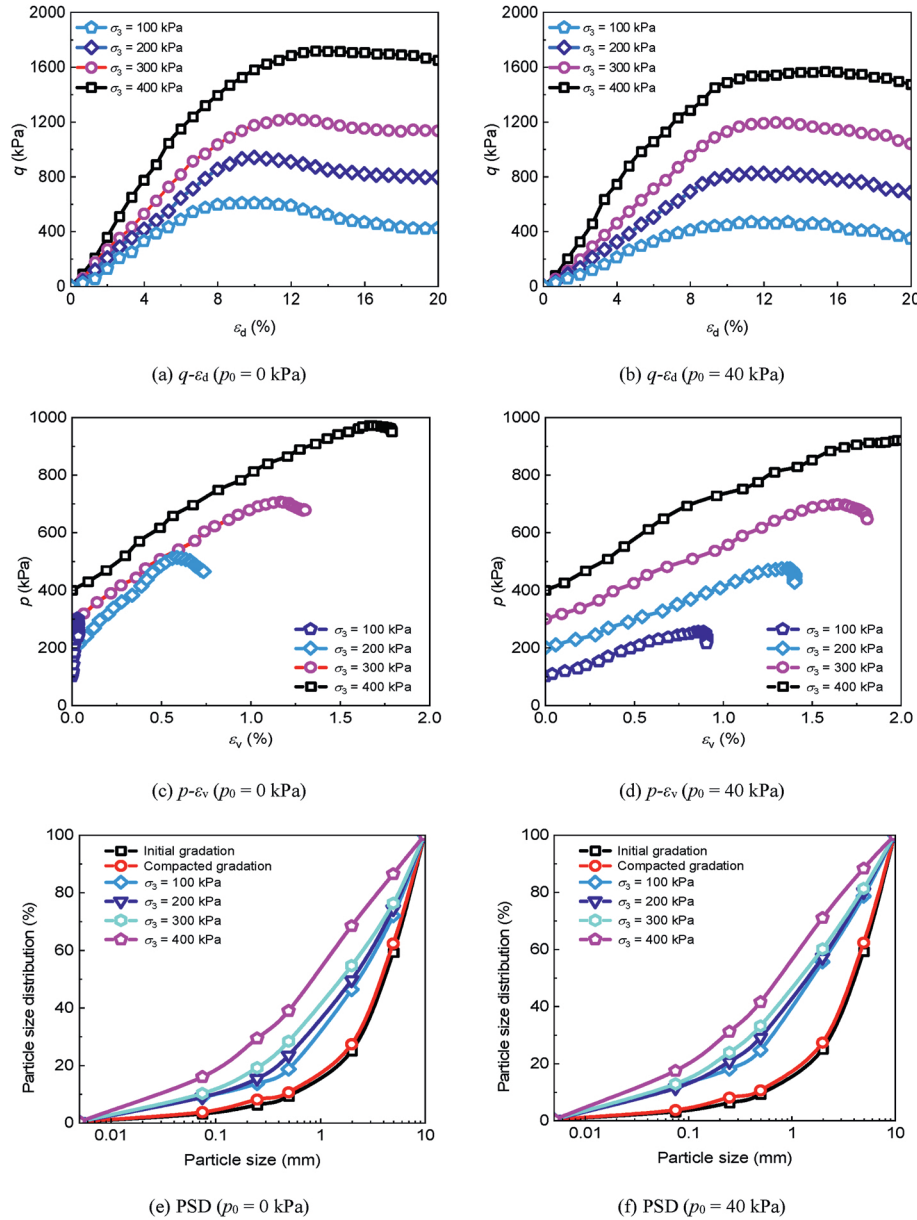 2000
1600
1200
800
400
0
q (kPa)
σ3 = 100 kPa
σ3 = 200 kPa
σ3 = 300 kPa
σ3 = 400 kPa
0 4 8 12 16 20
εd (%)
(a) q-εd (p0 = 0 kPa)
2000
1600
1200
800
400
0
q (kPa)
σ3 = 100 kPa
σ3 = 200 kPa
σ3 = 300 kPa
σ3 = 400 kPa
0 4 8 12 16 20
εd (%)
(b) q-εd (p0 = 40 kPa)
1000
800
600
400
200
0
p (kPa)
σ3 = 100 kPa
σ3 = 200 kPa
σ3 = 300 kPa
σ3 = 400 kPa
0.0 0.5 1.0 1.5 2.0
εv (%)
(c) p-εv (p0 = 0 kPa)
1000
800
600
400
200
0
p (kPa)
σ3 = 100 kPa
σ3 = 200 kPa
σ3 = 300 kPa
σ3 = 400 kPa
0.0 0.5 1.0 1.5 2.0
εv (%)
(d) p-εv (p0 = 40 kPa)
100
80
60
40
20
0
Particle size distribution (%)
Initial gradation
Compacted gradation
σ3 = 100 kPa
σ3 = 200 kPa
σ3 = 300 kPa
σ3 = 400 kPa
0.01 0.1 1 10
Particle size (mm)
(e) PSD (p0 = 0 kPa)
100
80
60
40
20
0
Particle size distribution (%)
Initial gradation
Compacted gradation
σ3 = 100 kPa
σ3 = 200 kPa
σ3 = 300 kPa
σ3 = 400 kPa
0.01 0.1 1 10
Particle size (mm)
(f) PSD (p0 = 40 kPa)